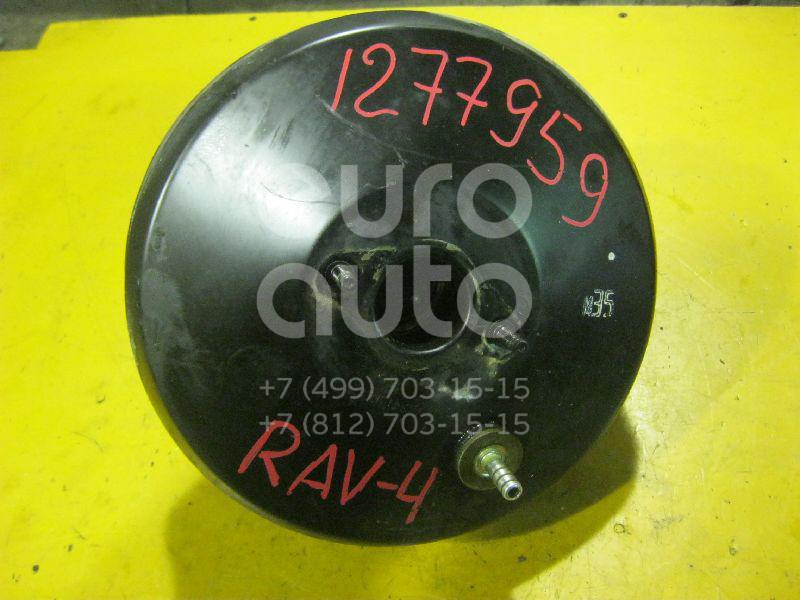 1277959
euro
auto
+7 (499) 703-15-15
+7 (812) 703-15-15
RAV-4